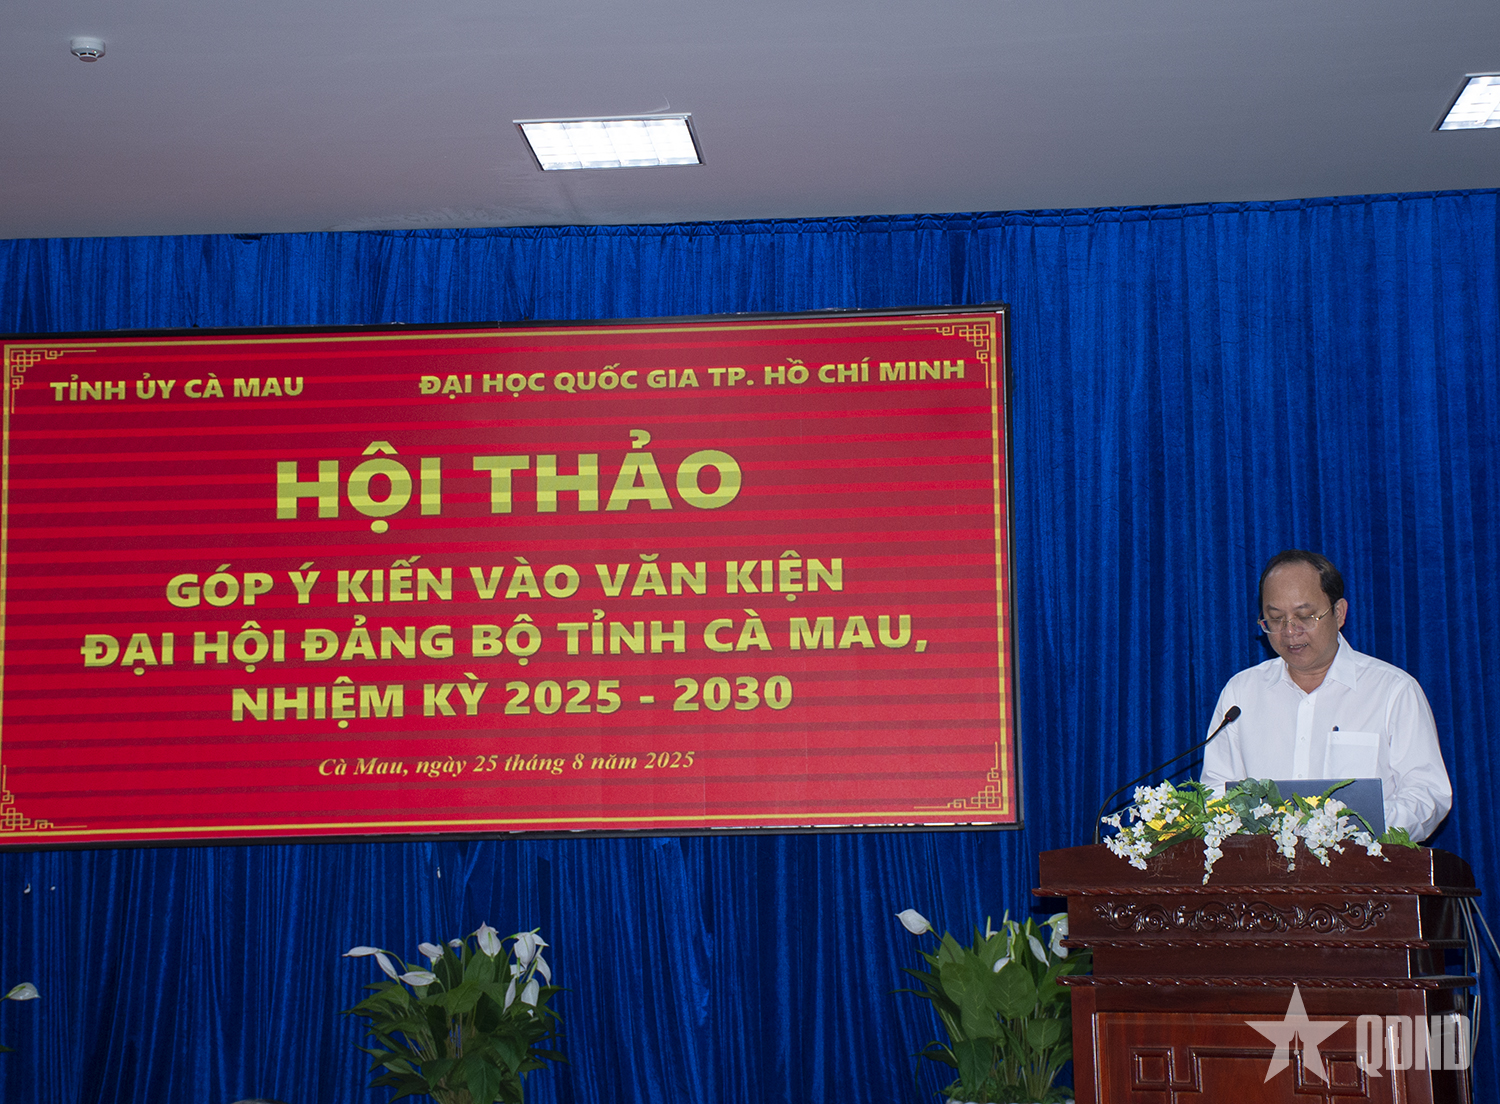 TỈNH ỦY CÀ MAU
ĐẠI HỌC QUỐC GIA TP. HỒ CHÍ MINH
HỘI THẢO
GÓP Ý KIẾN VÀO VĂN KIỆN
ĐẠI HỘI ĐẢNG BỘ TỈNH CÀ MAU,
NHIỆM KỲ 2025 - 2030
Cà Mau, ngày 25 tháng 8 năm 2025
QĐND